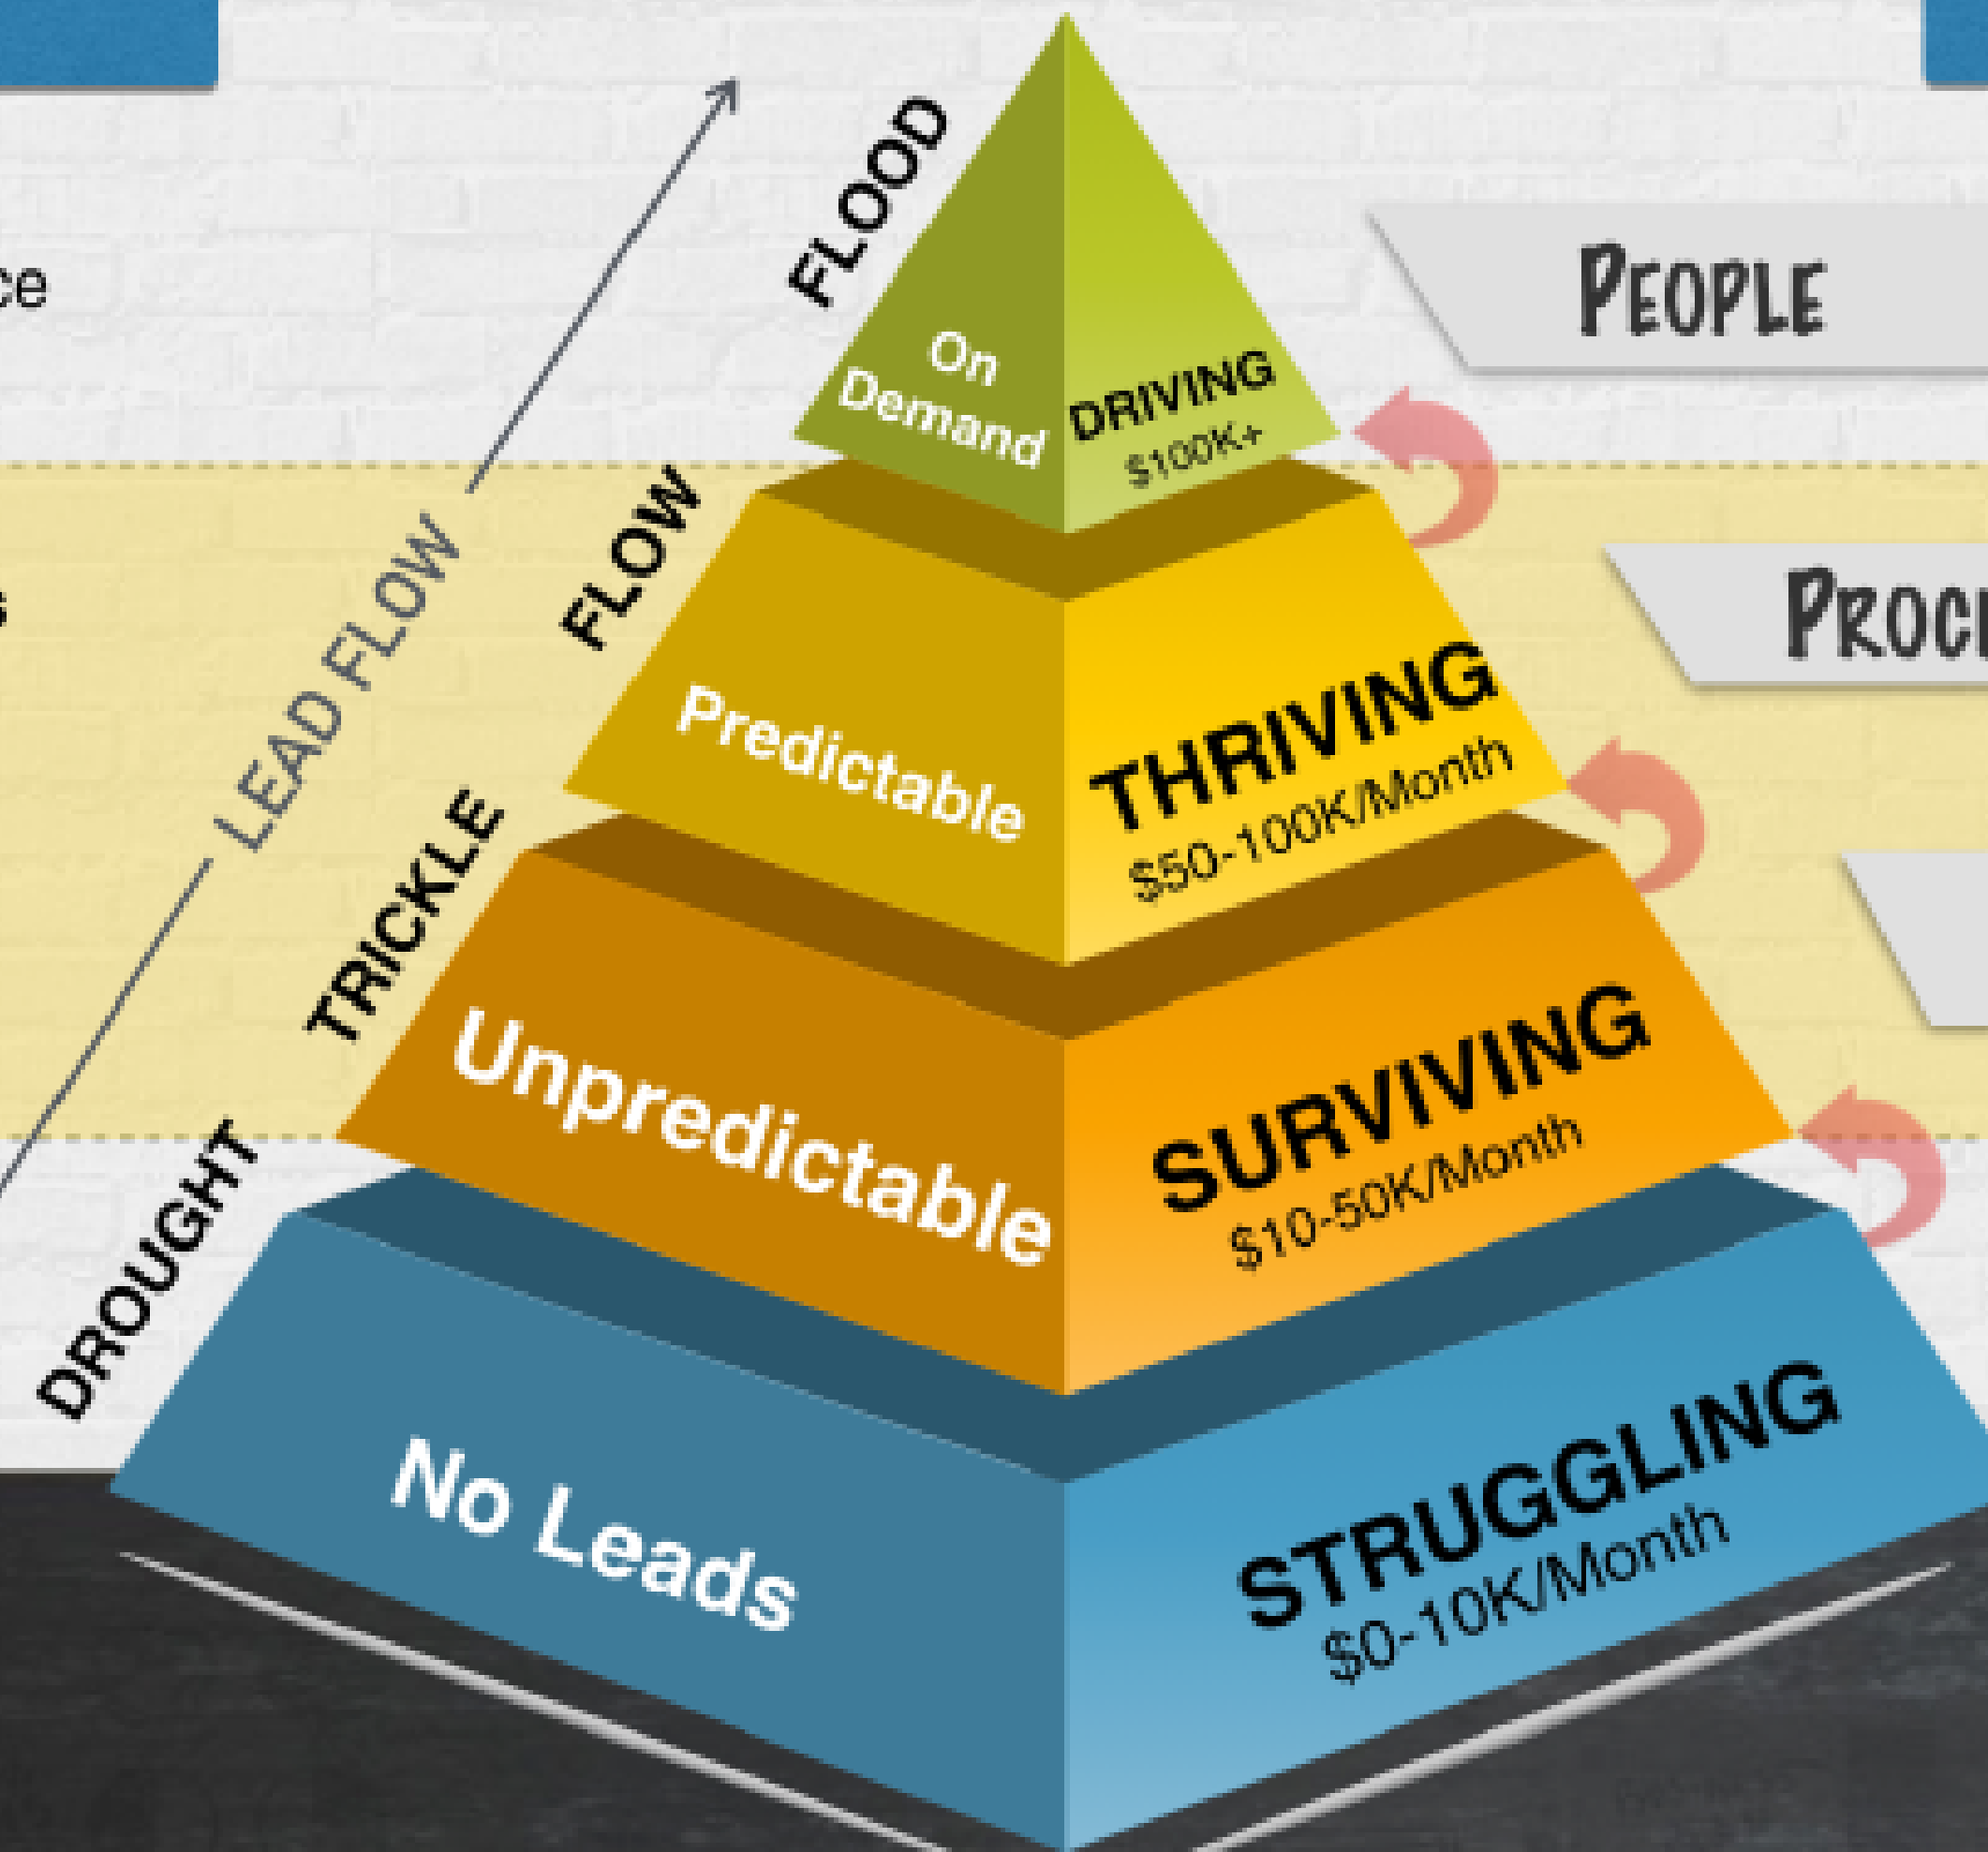 FLOOD
On
Demand
DRIVING
$100K+
PEOPLE
ce
LEAD FLOW
FLOW
Predictable
THRIVING
$50-100K/Month
PROC
TRICKLE
Unpredictable
SURVIVING
$10-50K/Month
DROUGHT
No Leads
STRUGGLING
$0-10K/Month